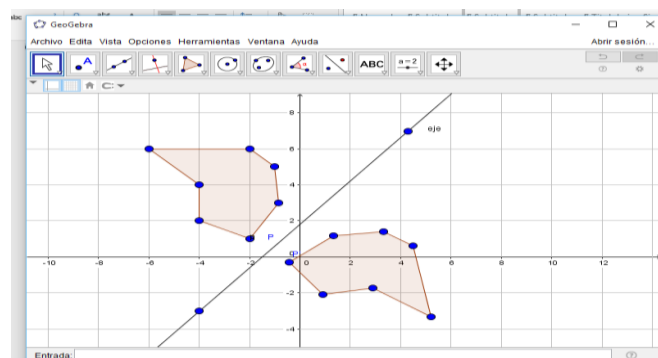 abc
GeoGebra
Archivo Edita Vista Opciones Herramientas Ventana Ayuda
Abrir sesión...
A
ABC
a=2
8
eje
6
4
2
P
P
-10
-8
-6
-4
-2
0
2
4
6
8
10
12
-2
-4
Entrada: